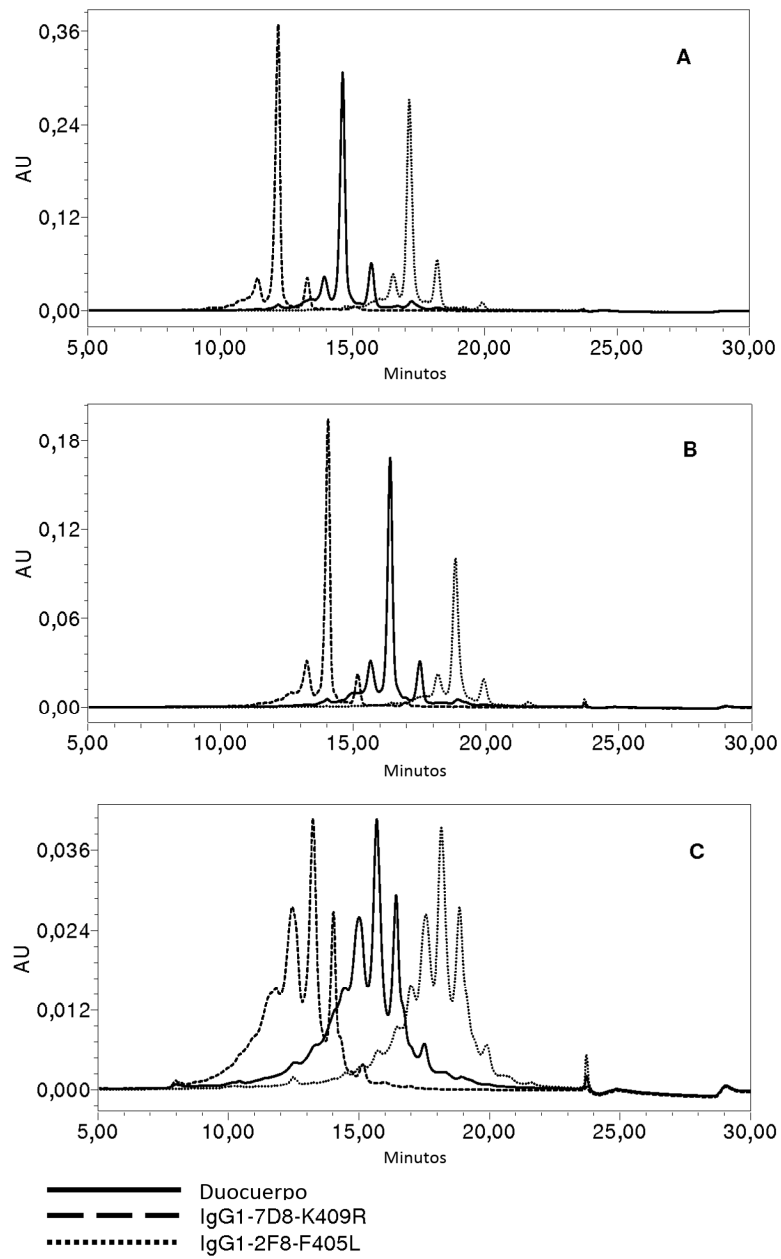 A
AU
0,36
0,24
0,12
0,00
5,00 10,00 15,00 20,00 25,00 30,00
Minutos
B
AU
0,18
0,12
0,06
0,00
5,00 10,00 15,00 20,00 25,00 30,00
Minutos
C
AU
0,036
0,024
0,012
0,000
5,00 10,00 15,00 20,00 25,00 30,00
Minutos
Duocuerpo
IgG1-7D8-K409R
IgG1-2F8-F405L